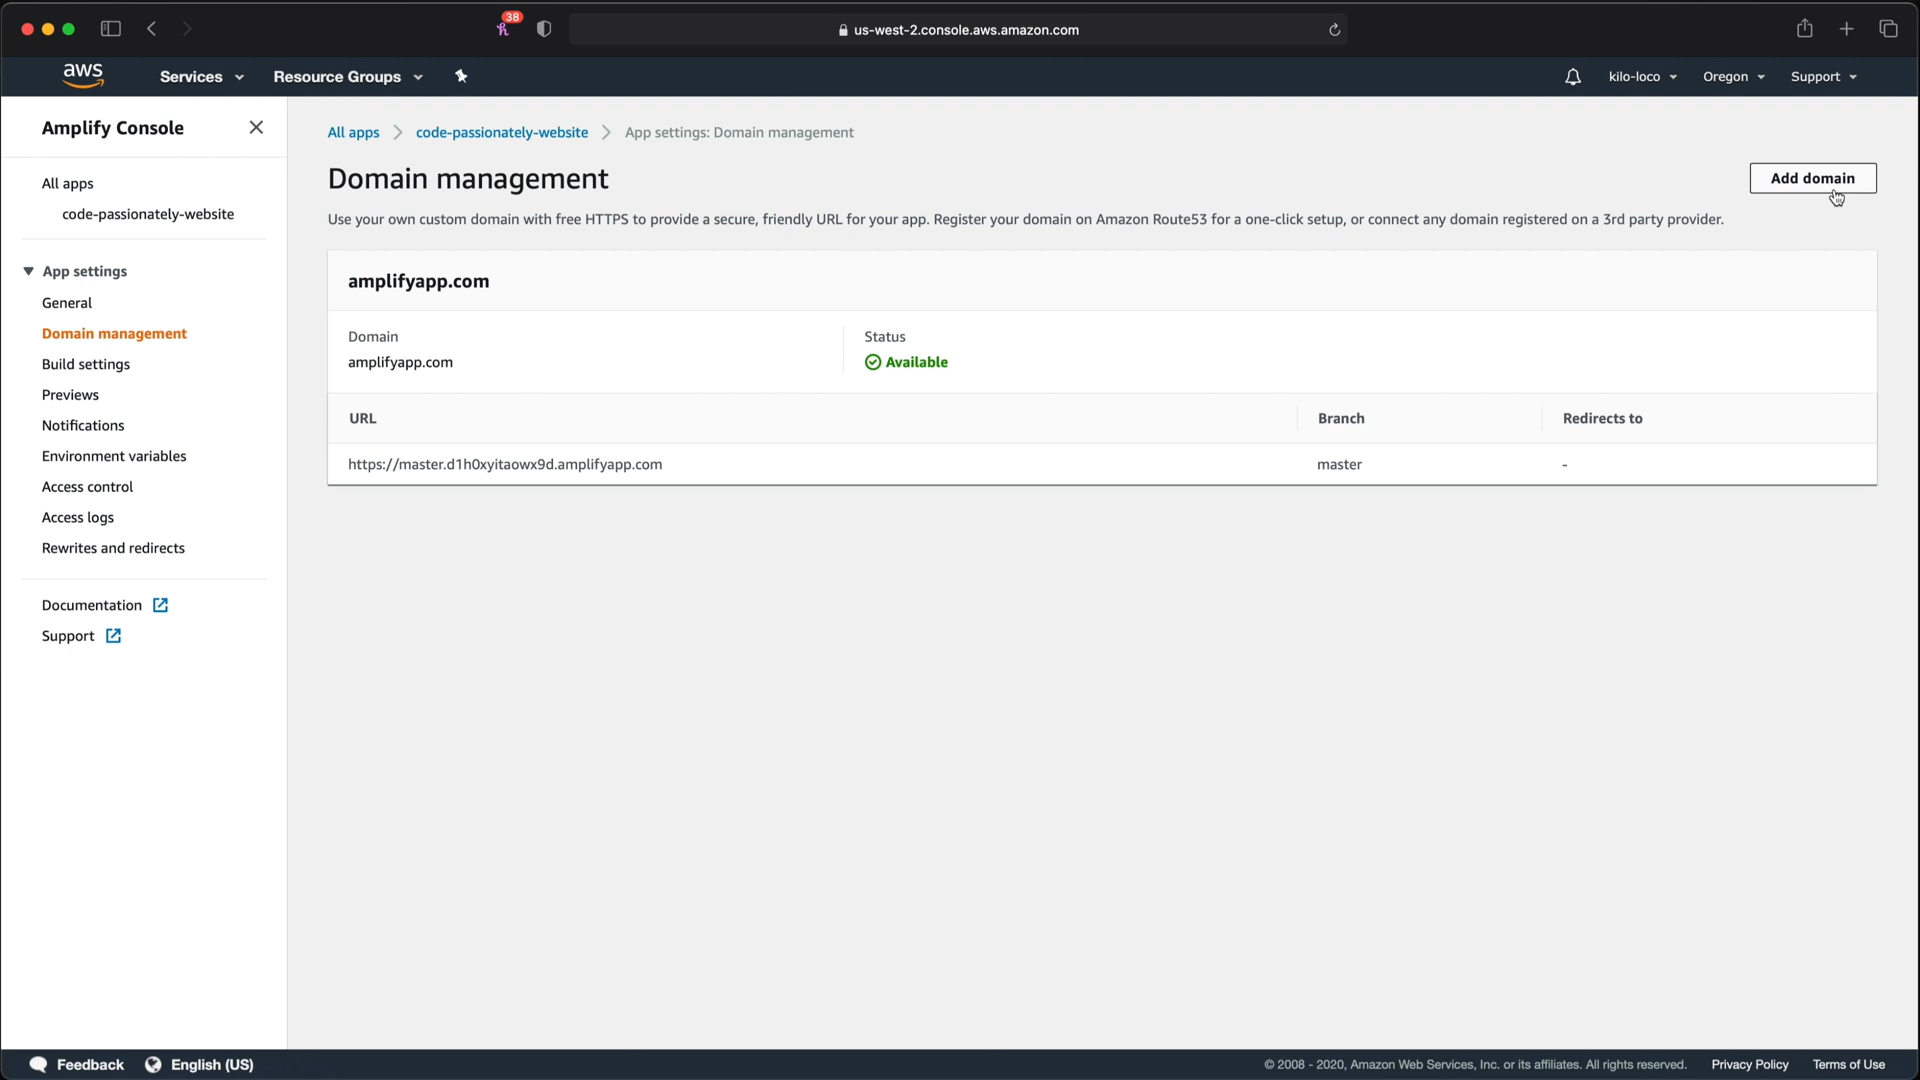 38
us-west-2.console.aws.amazon.com
aws
Services
Resource Groups
kilo-loco
Oregon
Support
Amplify Console
All apps
code-passionately-website
App settings
General
Domain management
Build settings
Previews
Notifications
Environment variables
Access control
Access logs
Rewrites and redirects
Documentation
Support
All apps > code-passionately-website > App settings: Domain management
Domain management
Add domain
Use your own custom domain with free HTTPS to provide a secure, friendly URL for your app. Register your domain on Amazon Route53 for a one-click setup, or connect any domain registered on a 3rd party provider.
amplifyapp.com
Domain
amplifyapp.com
Status
Available
URL Branch Redirects to
https://master.d1h0xyitaowx9d.amplifyapp.com master -
Feedback
English (US)
© 2008 - 2020, Amazon Web Services, Inc. or its affiliates. All rights reserved.
Privacy Policy
Terms of Use